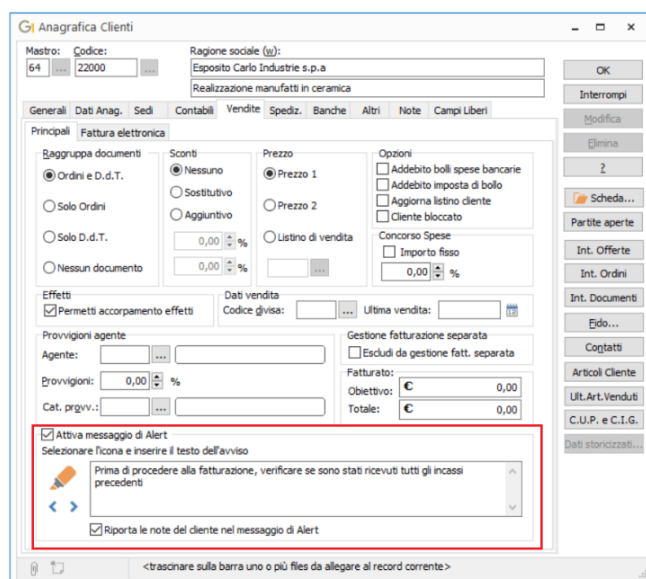 Anagrafica Clienti
Mastro: Codice: Ragione sociale (w):
64 ... 22000 ... Esposito Carlo Industrie s.p.a
Realizzazione manufatti in ceramica
OK
Interrompi
Modifica
Elimina
?
Scheda...
Partite aperte
Int. Offerte
Int. Ordini
Int. Documenti
Fido...
Contatti
Articoli Cliente
Ult.Art.Venduti
C.U.P. e C.I.G.
Dati storicizzati...
Generali Dati Anag. Sedi Contabili Vendite Spediz. Banche Altri Note Campi Liberi
Principali Fattura elettronica
Raggruppa documenti
Ordini e D.d.T.
Solo Ordini
Solo D.d.T.
Nessun documento
Sconti
Nessuno
Sostitutivo
Aggiuntivo
0,00 %
0,00 %
Prezzo
Prezzo 1
Prezzo 2
Listino di vendita
...
Opzioni
Addebito bolli spese bancarie
Addebito imposta di bollo
Aggiorna listino cliente
Cliente bloccato
Concorso Spese
Importo fisso
0,00 %
Effetti
Permetti accorpamento effetti
Dati vendita
Codice divisa: ... Ultima vendita:
Provvigioni agente
Agente: ...
Provvigioni: 0,00 %
Cat. provv.: ...
Gestione fatturazione separata
Escludi da gestione fatt. separata
Fatturato:
Obiettivo: € 0,00
Totale: € 0,00
Attiva messaggio di Alert
Selezionare l'icona e inserire il testo dell'avviso
Prima di procedere alla fatturazione, verificare se sono stati ricevuti tutti gli incassi
precedenti
Riporta le note del cliente nel messaggio di Alert
<trascinare sulla barra uno o più files da allegare al record corrente>